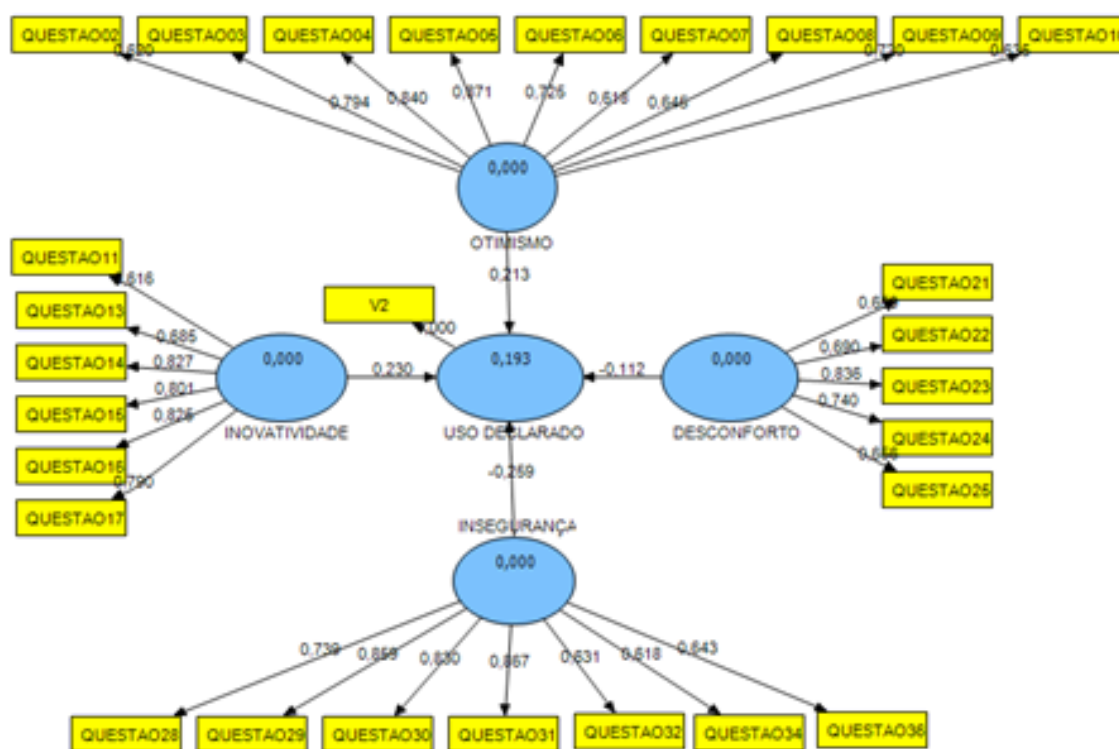 QUESTAO02 QUESTAO03 QUESTAO04 QUESTAO05 QUESTAO06 QUESTAO07 QUESTAO08 QUESTAO09 QUESTAO10
0,794 0,840 0,871 0,725 0,646
0,000
OTIMISMO
0,213
QUESTAO11
QUESTAO13
0,685
QUESTAO14
0,827
QUESTAO15
0,801
QUESTAO16
QUESTAO17
0,000
INOVATIVIDADE
0,230
V2
0,193
USO DECLARADO
-0,112
0,000
DESCONFORTO
QUESTAO21
QUESTAO22
0,690
QUESTAO23
0,836
QUESTAO24
0,740
QUESTAO25
-0,259
INSEGURANÇA
0,000
0,739 0,859 0,830 0,867 0,631 0,618 0,643
QUESTAO28 QUESTAO29 QUESTAO30 QUESTAO31 QUESTAO32 QUESTAO34 QUESTAO36